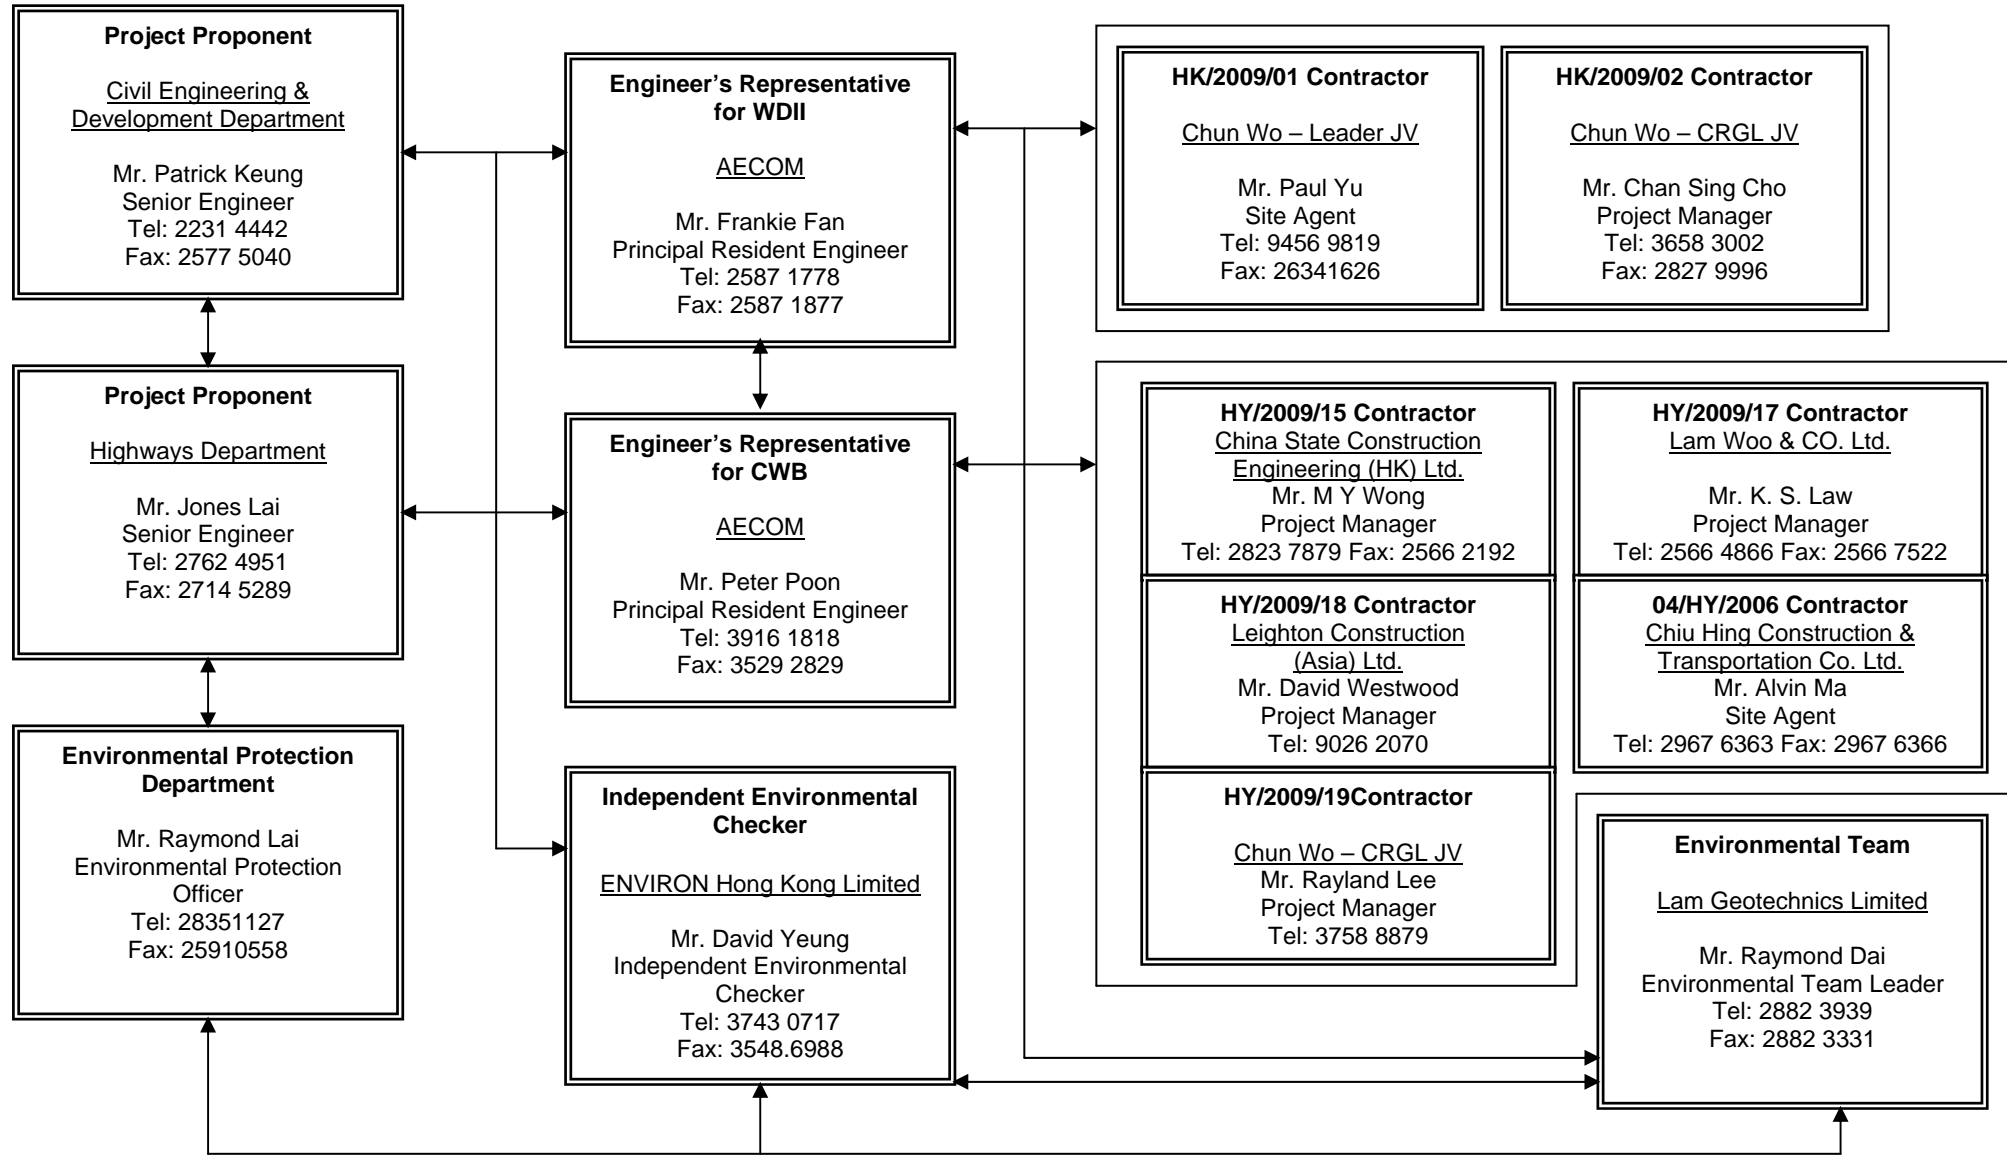 Project Proponent
Civil Engineering &
Development Department
Mr. Patrick Keung
Senior Engineer
Tel: 2231 4442
Fax: 2577 5040
Project Proponent
Highways Department
Mr. Jones Lai
Senior Engineer
Tel: 2762 4951
Fax: 2714 5289
Environmental Protection
Department
Mr. Raymond Lai
Environmental Protection
Officer
Tel: 28351127
Fax: 25910558
Engineer’s Representative
for WDII
AECOM
Mr. Frankie Fan
Principal Resident Engineer
Tel: 2587 1778
Fax: 2587 1877
Engineer’s Representative
for CWB
AECOM
Mr. Peter Poon
Principal Resident Engineer
Tel: 3916 1818
Fax: 3529 2829
Independent Environmental
Checker
ENVIRON Hong Kong Limited
Mr. David Yeung
Independent Environmental
Checker
Tel: 3743 0717
Fax: 3548.6988
HK/2009/01 Contractor
Chun Wo – Leader JV
Mr. Paul Yu
Site Agent
Tel: 9456 9819
Fax: 26341626
HK/2009/02 Contractor
Chun Wo – CRGL JV
Mr. Chan Sing Cho
Project Manager
Tel: 3658 3002
Fax: 2827 9996
HY/2009/15 Contractor
China State Construction
Engineering (HK) Ltd.
Mr. M Y Wong
Project Manager
Tel: 2823 7879 Fax: 2566 2192
HY/2009/17 Contractor
Lam Woo & CO. Ltd.
Mr. K. S. Law
Project Manager
Tel: 2566 4866 Fax: 2566 7522
HY/2009/18 Contractor
Leighton Construction
(Asia) Ltd.
Mr. David Westwood
Project Manager
Tel: 9026 2070
04/HY/2006 Contractor
Chiu Hing Construction &
Transportation Co. Ltd.
Mr. Alvin Ma
Site Agent
Tel: 2967 6363 Fax: 2967 6366
HY/2009/19Contractor
Chun Wo – CRGL JV
Mr. Rayland Lee
Project Manager
Tel: 3758 8879
Environmental Team
Lam Geotechnics Limited
Mr. Raymond Dai
Environmental Team Leader
Tel: 2882 3939
Fax: 2882 3331